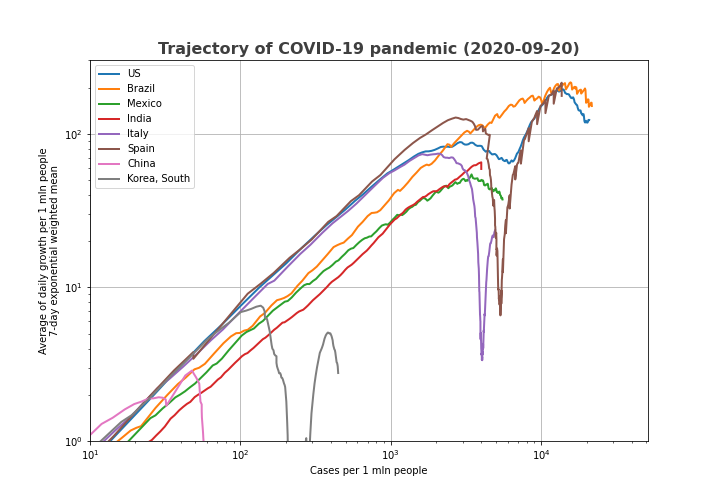 Trajectory of COVID-19 pandemic (2020-09-20)
US
Brazil
Mexico
India
Italy
Spain
China
Korea, South
Average of daily growth per 1 mln people
7-day exponential weighted mean
10²
10¹
10⁰
10¹
10²
10³
10⁴
Cases per 1 mln people